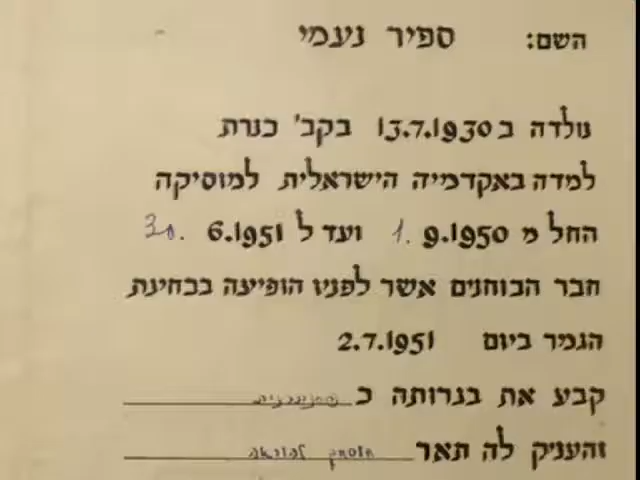 השם: ספיר נעמי
נולדה ב 13.7.1930 בקב' כנרת
למדה באקדמיה הישראלית למוסיקה
החל מ 1.9.1950 ועד ל 30.6.1951
חבר הבוחנים אשר לפניו הופיעה בבחינת
הגמר ביום 2.7.1951
קבע את בגרותה כ
והעניק לה תאר מוסמך להוראה